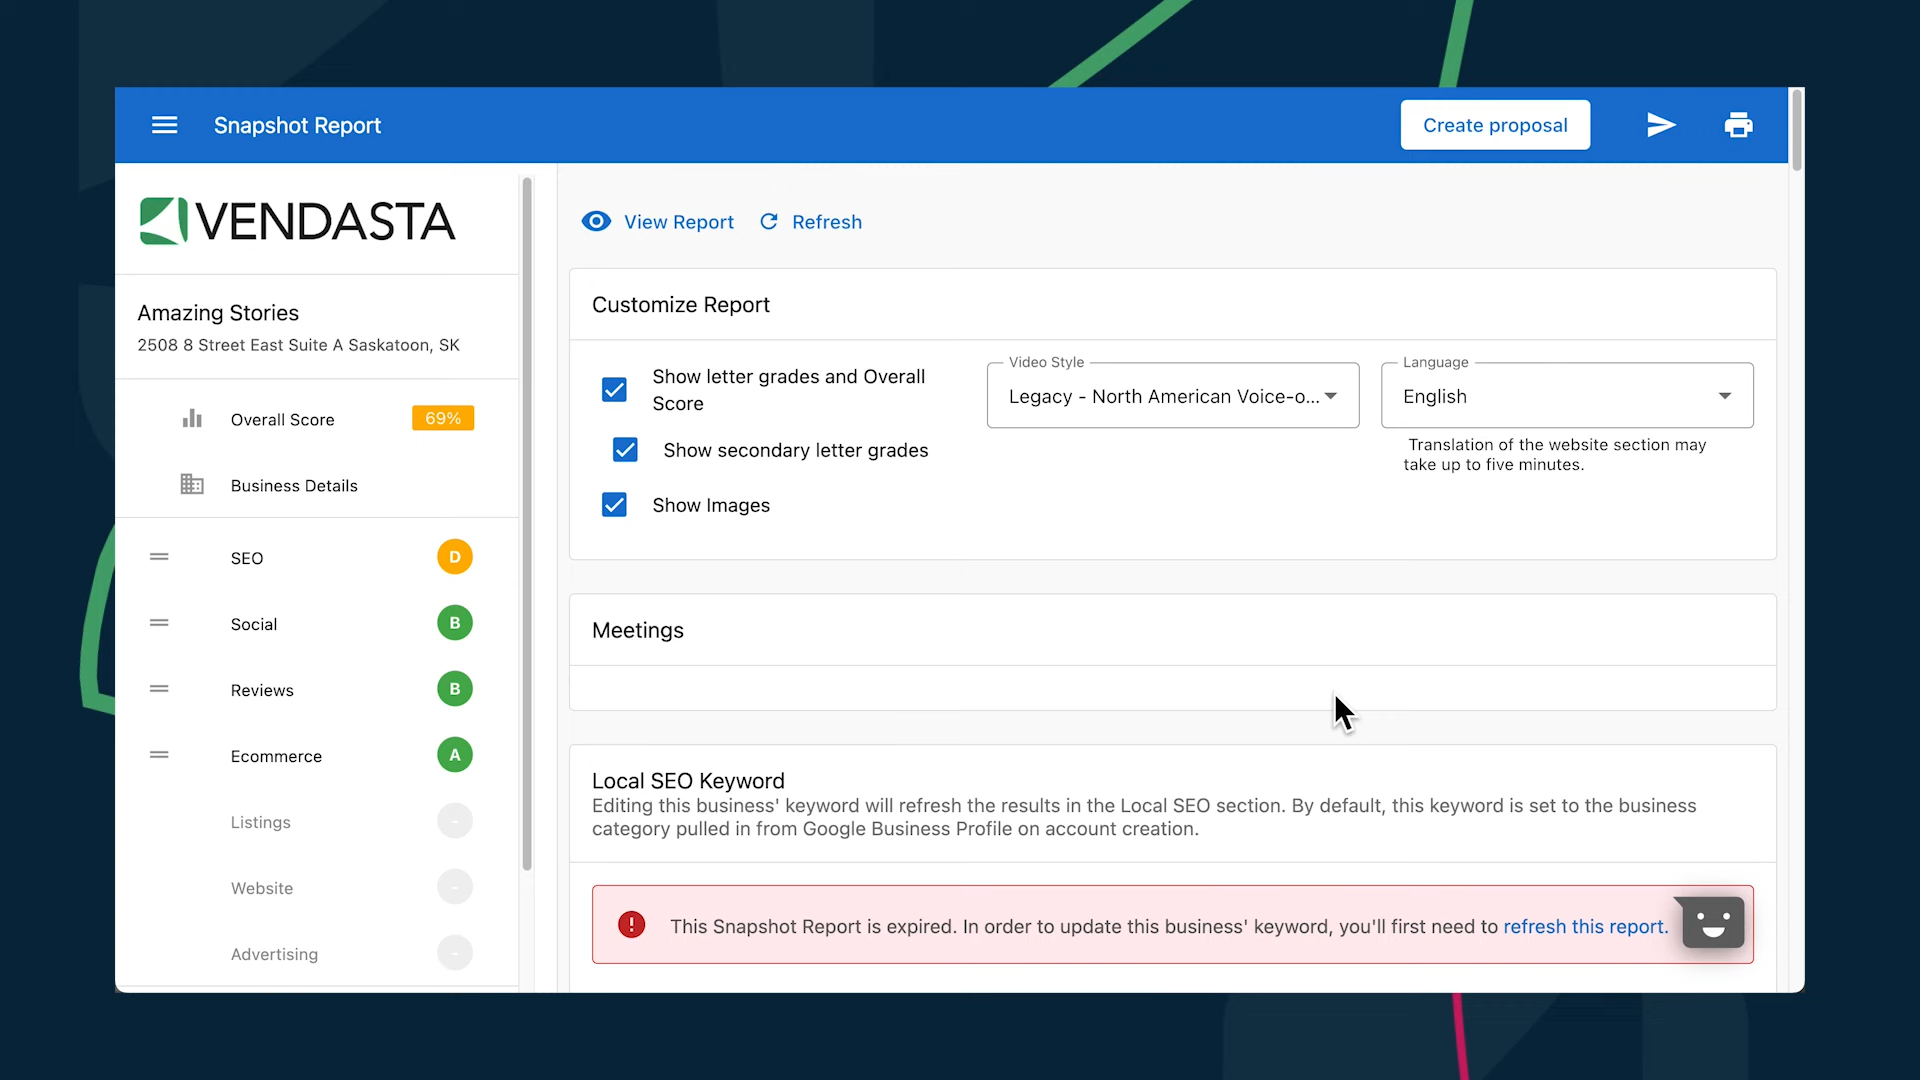 Snapshot Report
Create proposal
VENDASTA
Amazing Stories
2508 8 Street East Suite A Saskatoon, SK
Overall Score
69%
Business Details
SEO
D
Social
B
Reviews
B
Ecommerce
A
Listings
-
Website
-
Advertising
-
View Report
Refresh
Customize Report
Show letter grades and Overall
Score
Show secondary letter grades
Show Images
Video Style
Legacy - North American Voice-o...
Language
English
Translation of the website section may
take up to five minutes.
Meetings
Local SEO Keyword
Editing this business' keyword will refresh the results in the Local SEO section. By default, this keyword is set to the business
category pulled in from Google Business Profile on account creation.
This Snapshot Report is expired. In order to update this business' keyword, you'll first need to refresh this report.